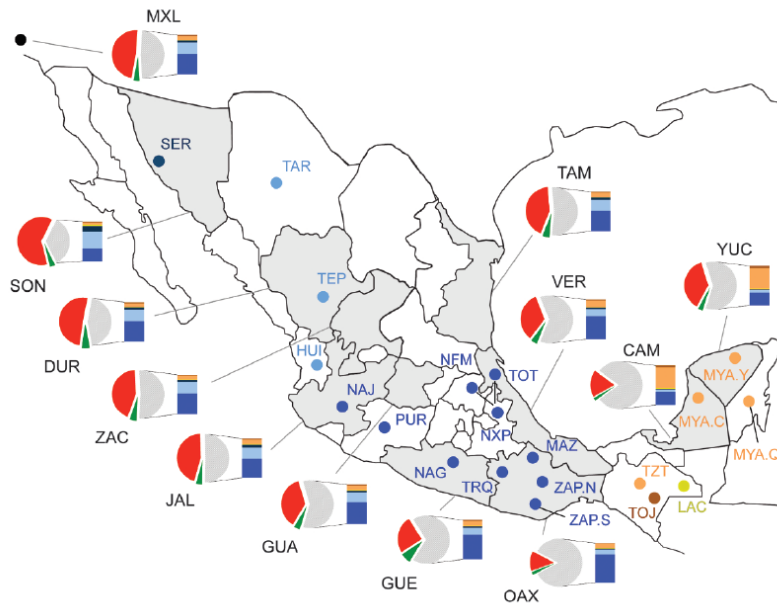 MXL
SER
TAR
TAM
SON
TEP
VER
YUC
DUR
CAM
HUI
NFM
TOT
MYA.Y
NAJ
MYA.C
ZAC
PUR
NXP
MAZ
MYA.Q
JAL
NAG
TRQ
ZAP.N
TZT
TOJ
LAC
ZAP.S
GUA
GUE
OAX